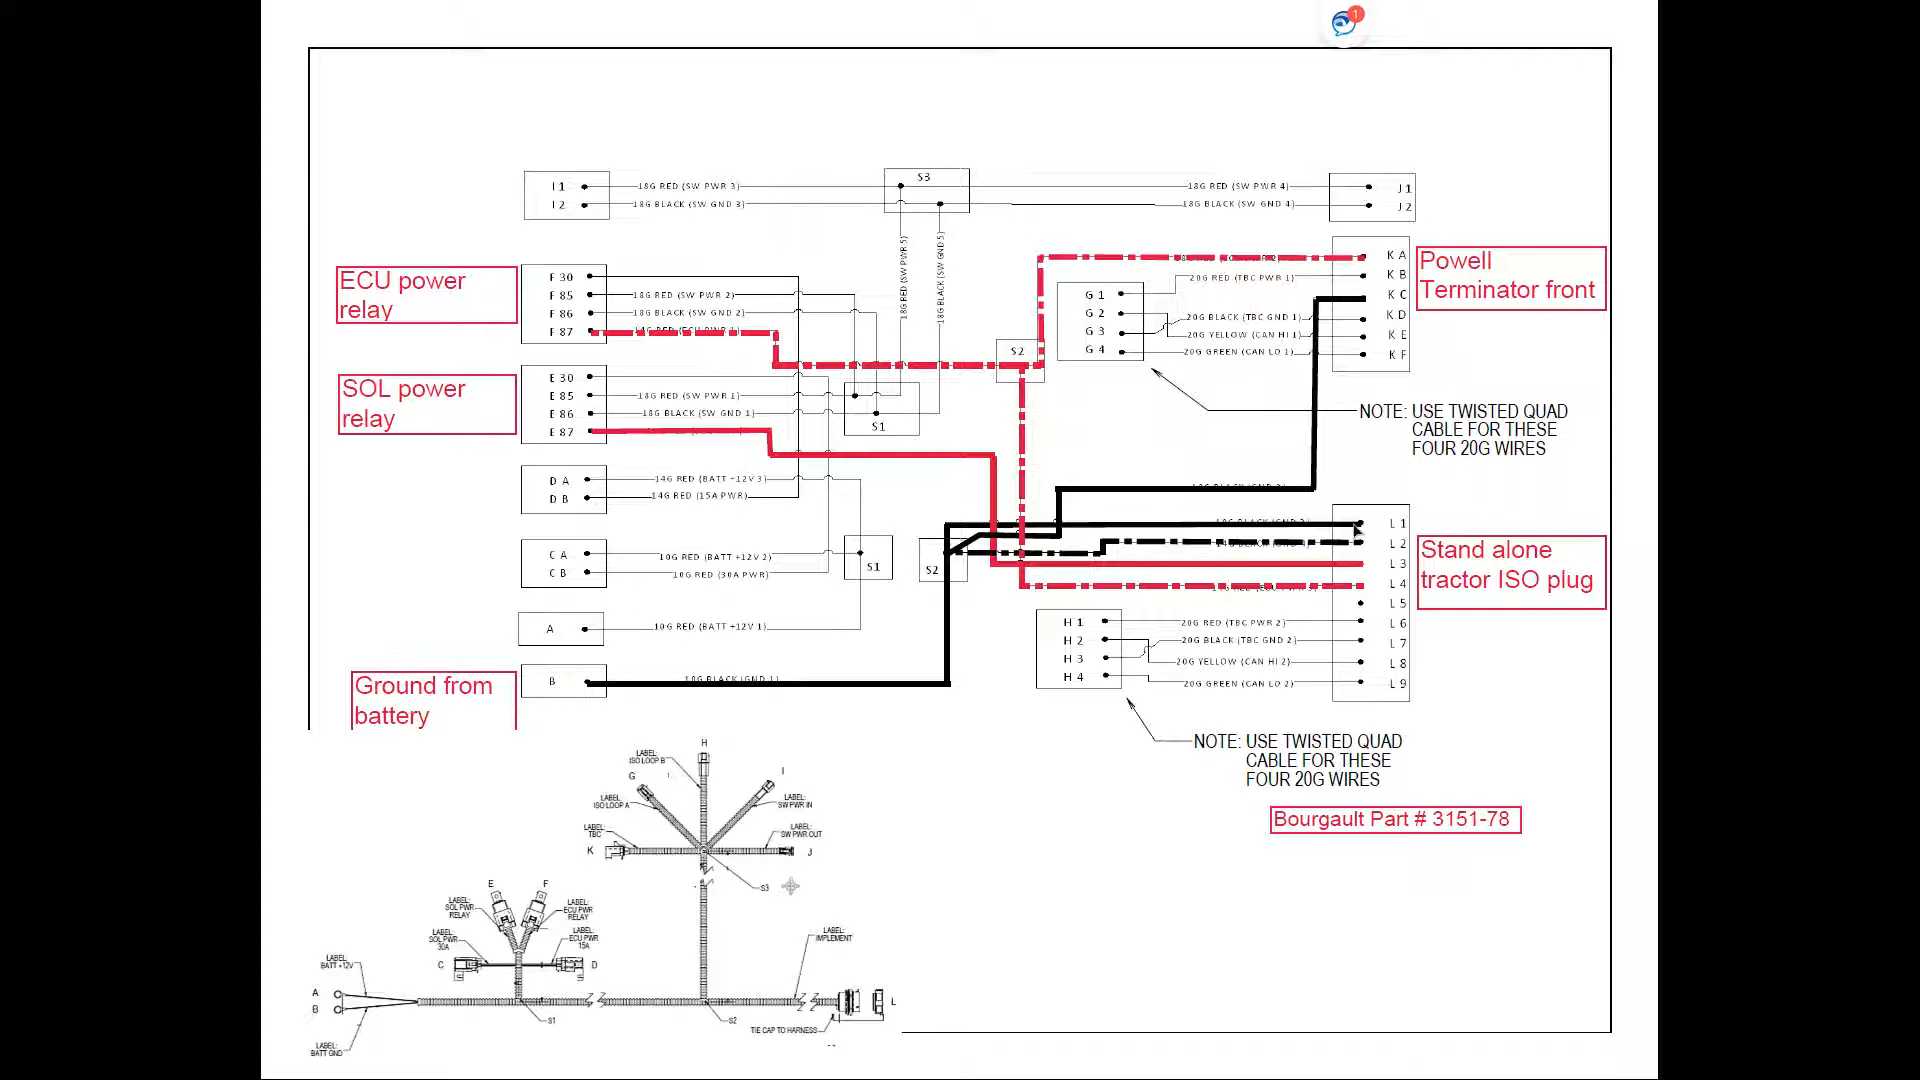 1
S3
I 1
18G RED (SW PWR 3)
18G RED (SW PWR 4)
J 1
I 2
18G BLACK (SW GND 3)
18G BLACK (SW GND 4)
J 2
18G RED (SW PWR 5)
18G BLACK (SW GND 5)
ECU power
relay
F 30
F 85
18G RED (SW PWR 2)
F 86
18G BLACK (SW GND 2)
F 87
K A
K B
20G RED (TBC PWR 1)
K C
K D
20G BLACK (TBC GND 1)
K E
20G YELLOW (CAN HI 1)
K F
20G GREEN (CAN LO 1)
G 1
G 2
G 3
G 4
S2
Powell
Terminator front
SOL power
relay
E 30
E 85
18G RED (SW PWR 1)
E 86
18G BLACK (SW GND 1)
E 87
S1
NOTE: USE TWISTED QUAD
CABLE FOR THESE
FOUR 20G WIRES
D A
14G RED (BATT +12V 3)
D B
14G RED (15A PWR)
C A
10G RED (BATT +12V 2)
C B
10G RED (30A PWR)
S1
S2
A
10G RED (BATT +12V 1)
B
10G BLACK (GND 1)
L 1
L 2
L 3
L 4
L 5
L 6
20G RED (TBC PWR 2)
L 7
20G BLACK (TBC GND 2)
L 8
20G YELLOW (CAN HI 2)
L 9
20G GREEN (CAN LO 2)
H 1
H 2
H 3
H 4
Stand alone
tractor ISO plug
Ground from
battery
NOTE: USE TWISTED QUAD
CABLE FOR THESE
FOUR 20G WIRES
Bourgault Part # 3151-78
H
LABEL:
ISO LOOP B
G
I
LABEL
ISO LOOP A
LABEL:
SW PWR IN
LABEL:
TBC
LABEL:
SW PWR OUT
K
J
S3
E
F
LABEL:
SOL PWR
RELAY
LABEL:
ECU PWR
RELAY
LABEL:
SOL PWR
30A
LABEL:
ECU PWR
15A
LABEL:
IMPLEMENT
C
D
LABEL:
BATT +12V
A
B
L
S1
S2
TIE CAP TO HARNESS
LABEL:
BATT GND